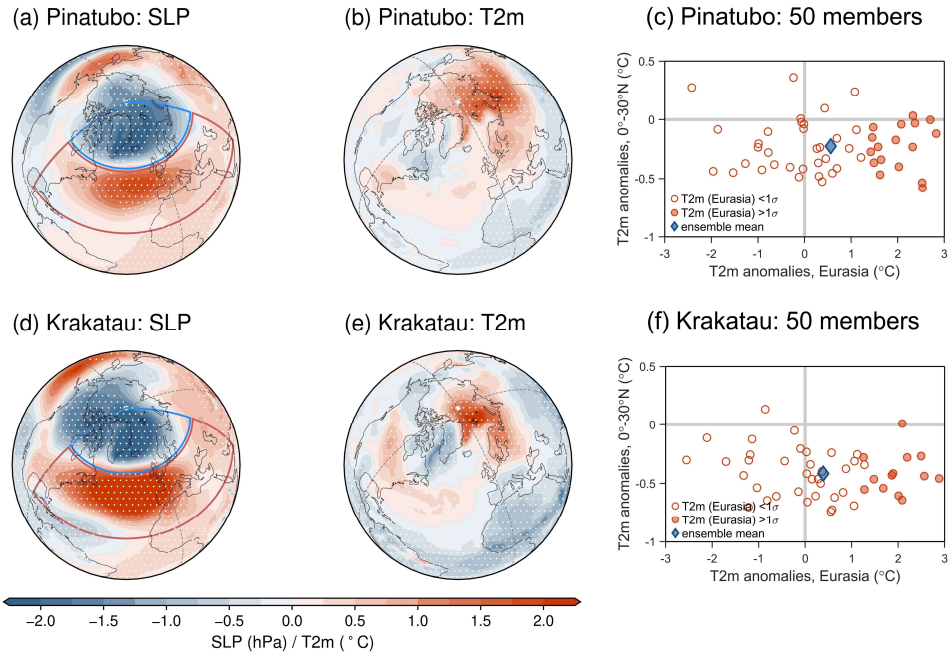 (a) Pinatubo: SLP
(b) Pinatubo: T2m
(c) Pinatubo: 50 members
T2m anomalies, 0°-30°N (°C)
0.5
0
-0.5
-1
T2m (Eurasia) <1σ
T2m (Eurasia) >1σ
ensemble mean
-3 -2 -1 0 1 2 3
T2m anomalies, Eurasia (°C)
(d) Krakatau: SLP
(e) Krakatau: T2m
(f) Krakatau: 50 members
T2m anomalies, 0°-30°N (°C)
0.5
0
-0.5
-1
T2m (Eurasia) <1σ
T2m (Eurasia) >1σ
ensemble mean
-3 -2 -1 0 1 2 3
T2m anomalies, Eurasia (°C)
−2.0 −1.5 −1.0 −0.5 0.0 0.5 1.0 1.5 2.0
SLP (hPa) / T2m (°C)